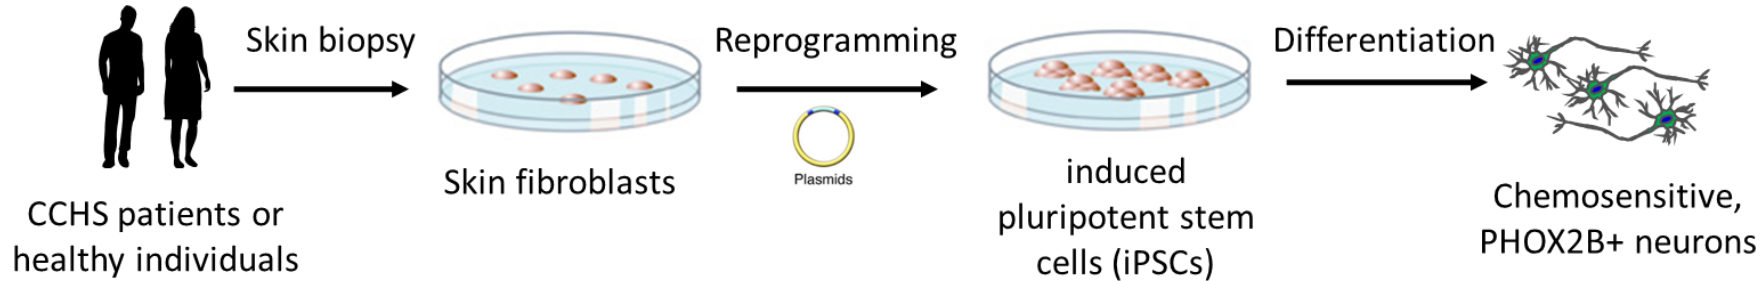 CCHS patients or
healthy individuals
Skin biopsy
Skin fibroblasts
Reprogramming
Plasmids
induced
pluripotent stem
cells (iPSCs)
Differentiation
Chemosensitive,
PHOX2B+ neurons